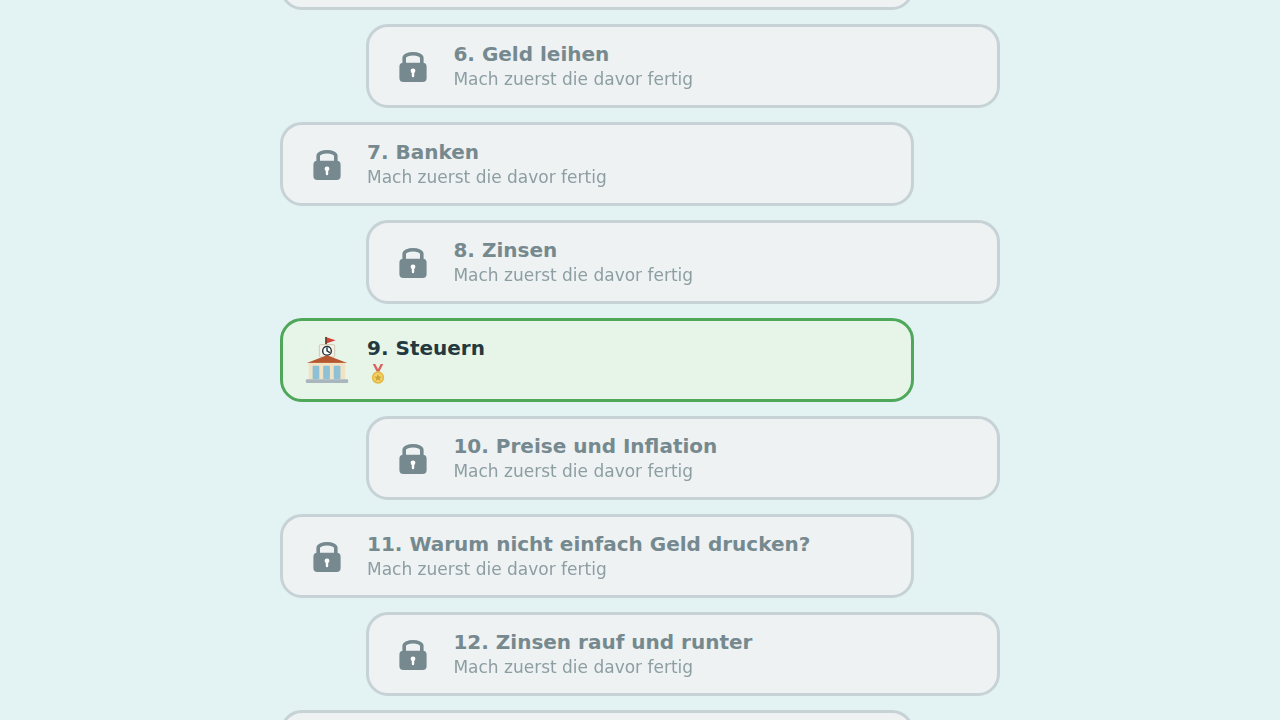 6. Geld leihen
Mach zuerst die davor fertig
7. Banken
Mach zuerst die davor fertig
8. Zinsen
Mach zuerst die davor fertig
9. Steuern
10. Preise und Inflation
Mach zuerst die davor fertig
11. Warum nicht einfach Geld drucken?
Mach zuerst die davor fertig
12. Zinsen rauf und runter
Mach zuerst die davor fertig